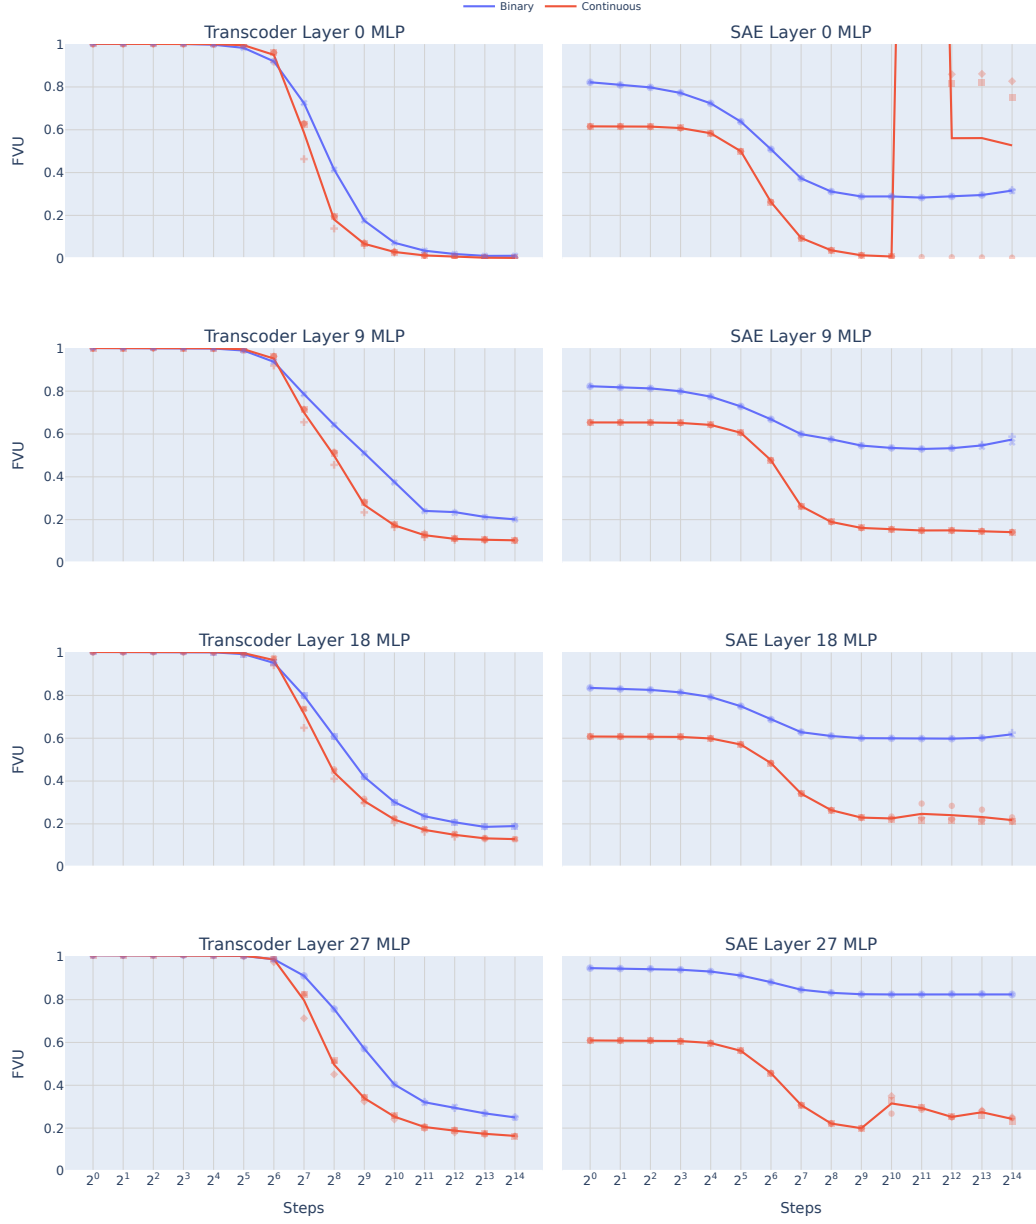 Binary Continuous
Transcoder Layer 0 MLP SAE Layer 0 MLP
1
0.8
0.6
FVU
0.4
0.2
0
Transcoder Layer 9 MLP SAE Layer 9 MLP
1
0.8
0.6
FVU
0.4
0.2
0
Transcoder Layer 18 MLP SAE Layer 18 MLP
1
0.8
0.6
FVU
0.4
0.2
0
Transcoder Layer 27 MLP SAE Layer 27 MLP
1
0.8
0.6
FVU
0.4
0.2
0
2⁰ 2¹ 2² 2³ 2⁴ 2⁵ 2⁶ 2⁷ 2⁸ 2⁹ 2¹⁰ 2¹¹ 2¹² 2¹³ 2¹⁴ 2⁰ 2¹ 2² 2³ 2⁴ 2⁵ 2⁶ 2⁷ 2⁸ 2⁹ 2¹⁰ 2¹¹ 2¹² 2¹³ 2¹⁴
Steps Steps